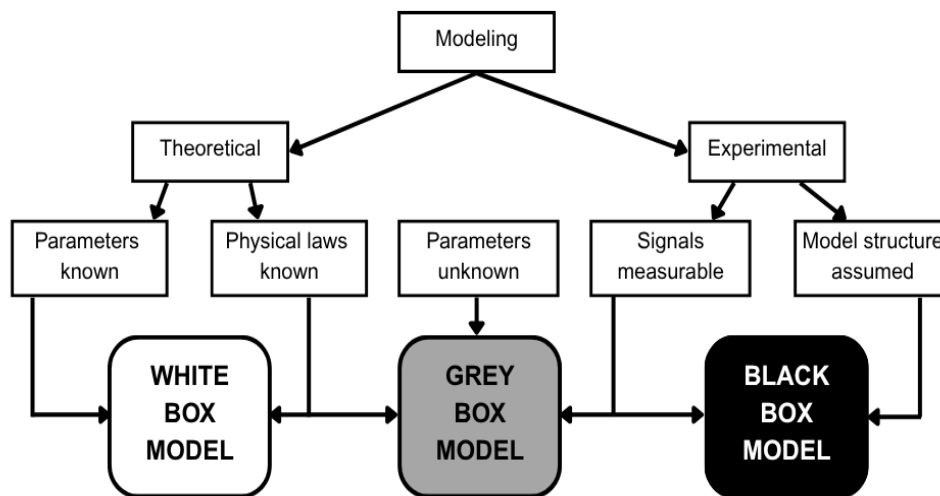 Modeling
Theoretical
Experimental
Parameters
known
Physical laws
known
Parameters
unknown
Signals
measurable
Model structure
assumed
WHITE
BOX
MODEL
GREY
BOX
MODEL
BLACK
BOX
MODEL